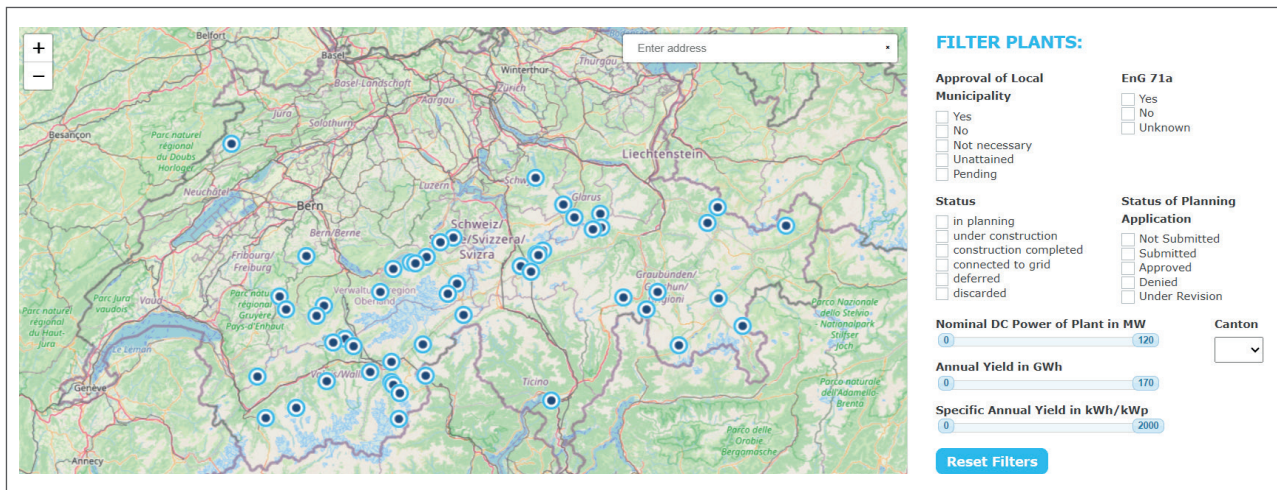 +
−
Enter address
Belfort
Basel
Winterthur
Thurgau
Basel-Landschaft
Zürich
Aargau
Jura
Solothurn
Besançon
Parc naturel
régional
du Doubs
Horloger
Liechtenstein
Luzern
Schw
Neuchâtel
Glarus
Bern
Schweiz/
e/Svizzera/
Svizra
Bern/Berne
Fribourg/
Freiburg
Graubünden/
Parc Jura
vaudois
Vaud
Oberland
Gruyère
Pays-d'Enhaut
Parc naturel
régional
du Haut-
Jura
Parco Nazionale
dello Stelvio -
Nationalpark
Stilfser
Joch
Le Léman
Genève
Ticino
Parco naturale
dell'Adamello-
Brenta
Parco delle
Orobie
Bergamasche
Annecy
FILTER PLANTS:
Approval of Local
Municipality
Yes
No
Not necessary
Unattained
Pending
EnG 71a
Yes
No
Unknown
Status
in planning
under construction
construction completed
connected to grid
deferred
discarded
Status of Planning
Application
Not Submitted
Submitted
Approved
Denied
Under Revision
Nominal DC Power of Plant in MW
0 120
Canton
Annual Yield in GWh
0 170
Specific Annual Yield in kWh/kWp
0 2000
Reset Filters